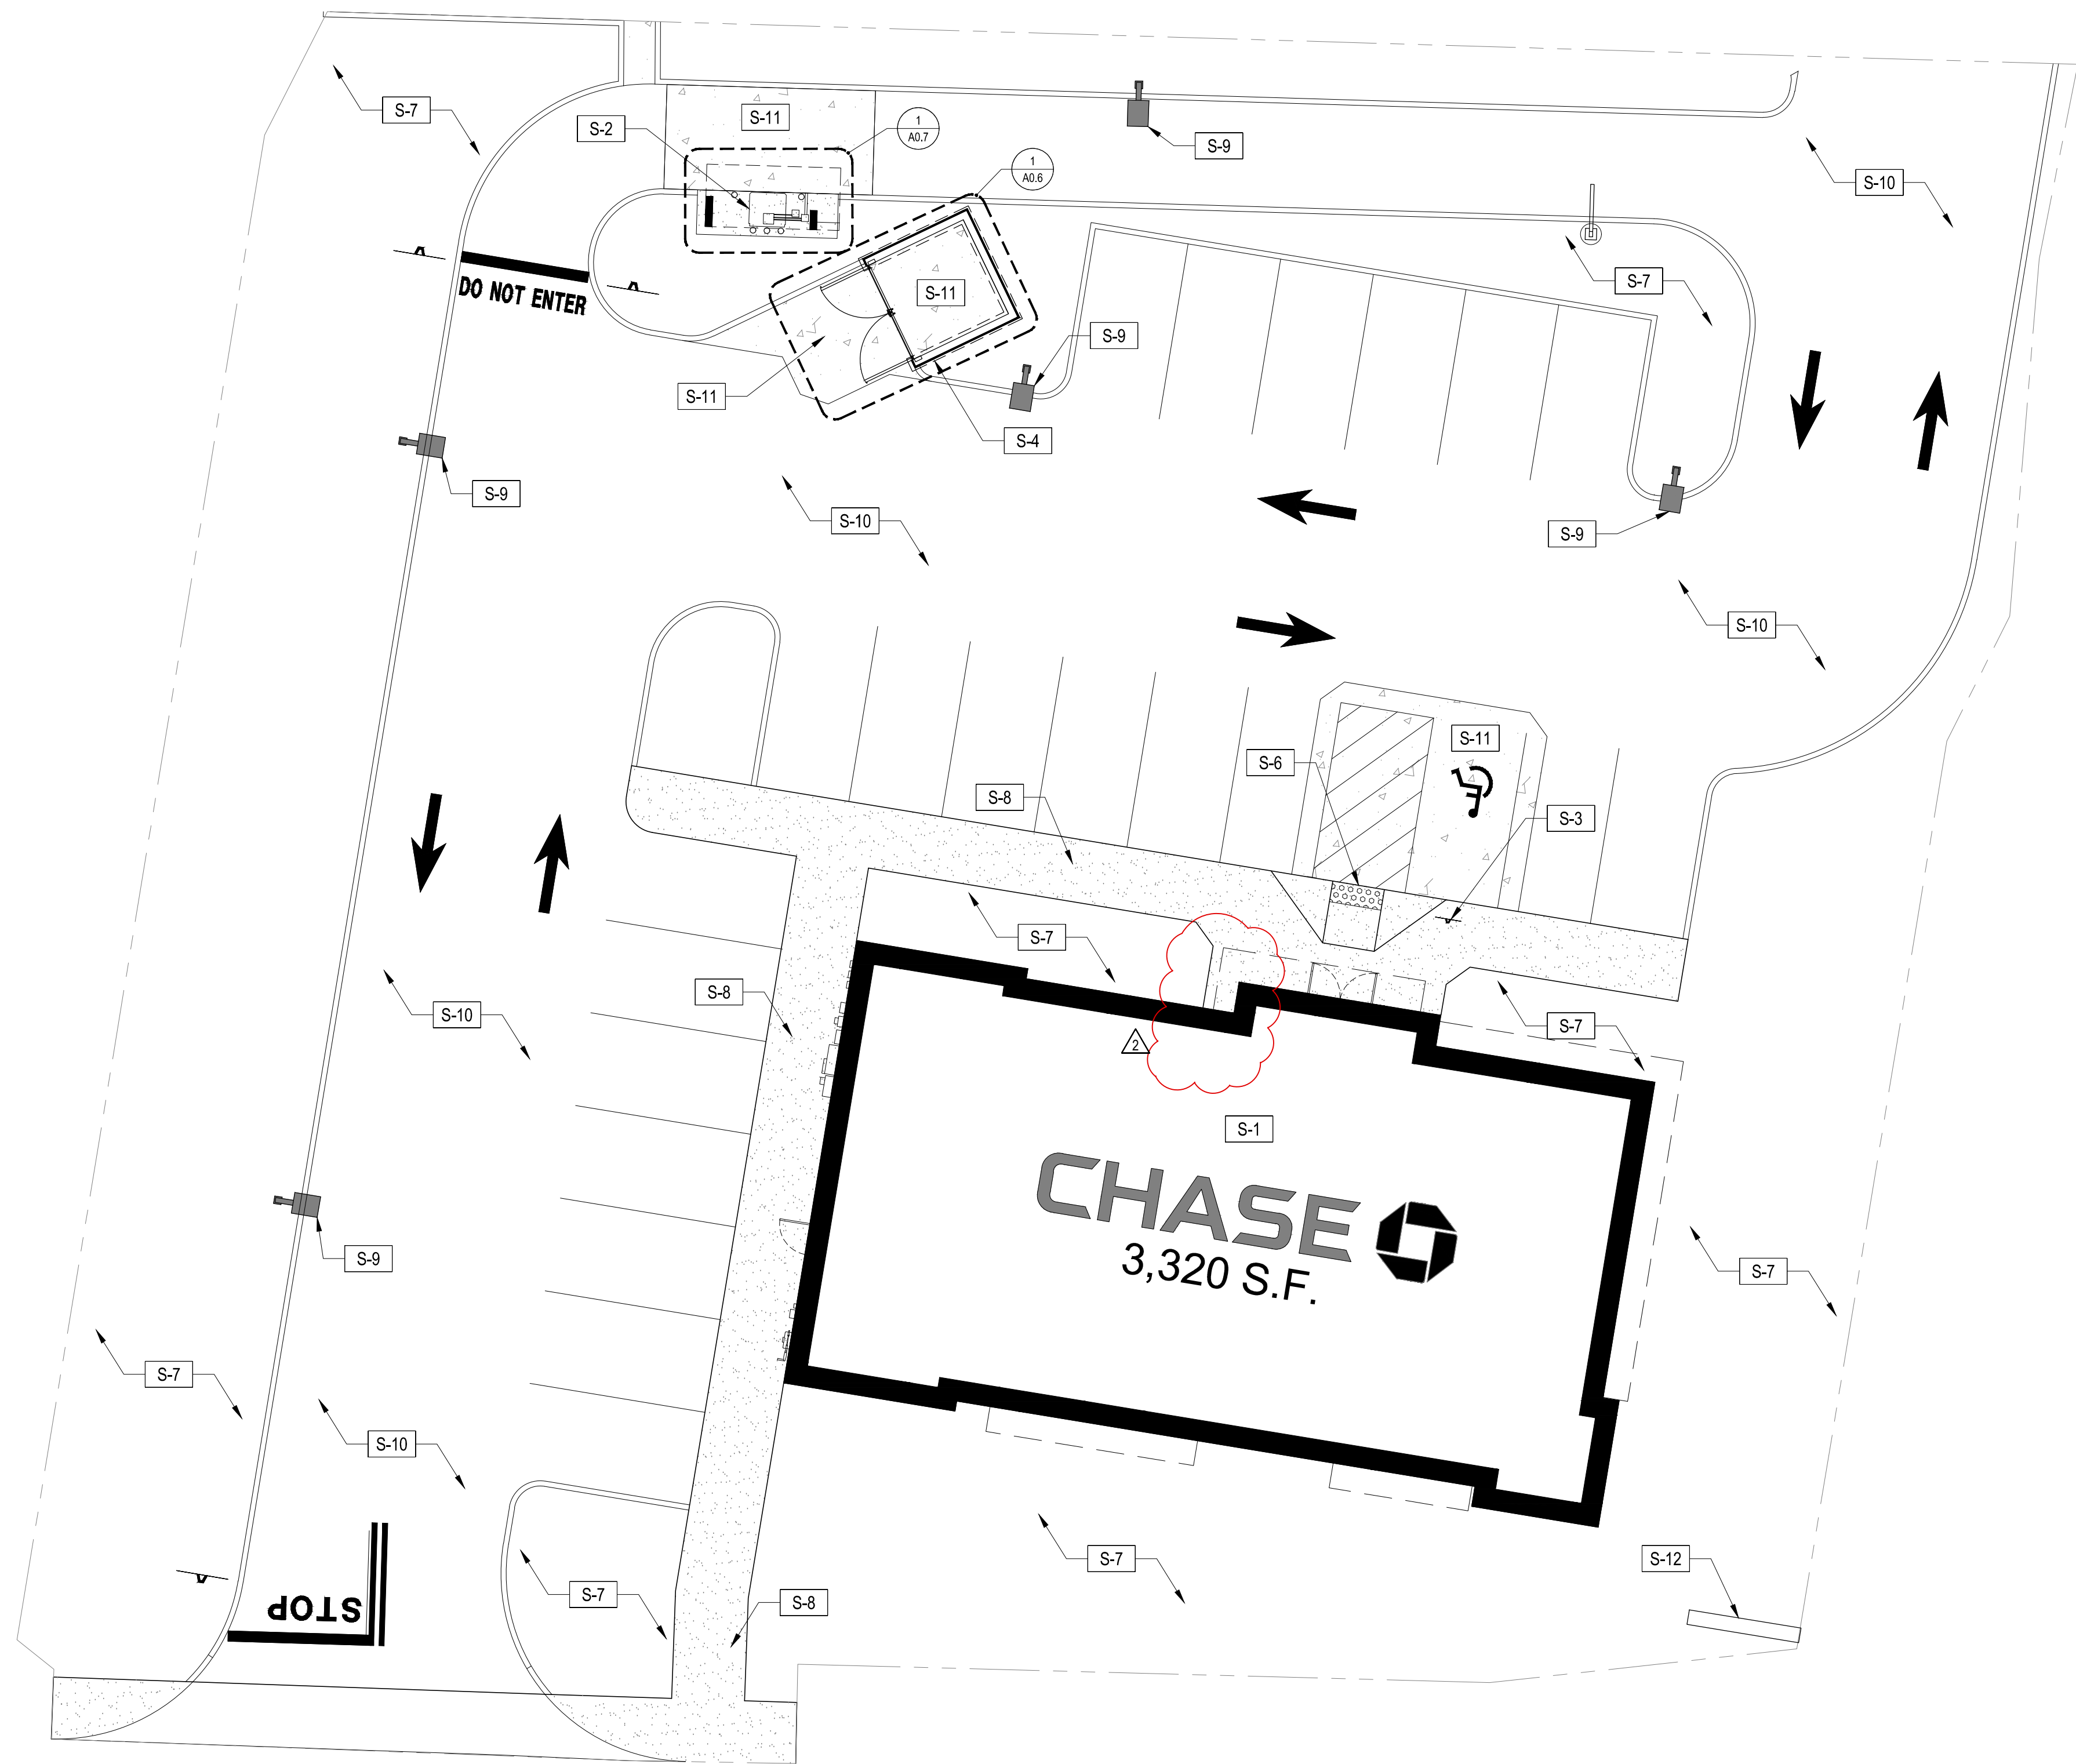 S-7
S-2
S-11
1
A0.7
S-9
1
A0.6
S-10
S-7
DO NOT ENTER
S-11
S-9
S-11
S-4
S-9
S-10
S-9
S-10
S-11
S-6
S-8
S-3
S-7
S-8
S-10
S-7
2
S-1
CHASE
3,320 S.F.
S-9
S-7
S-7
S-10
S-12
S-7
S-7
S-8
STOP